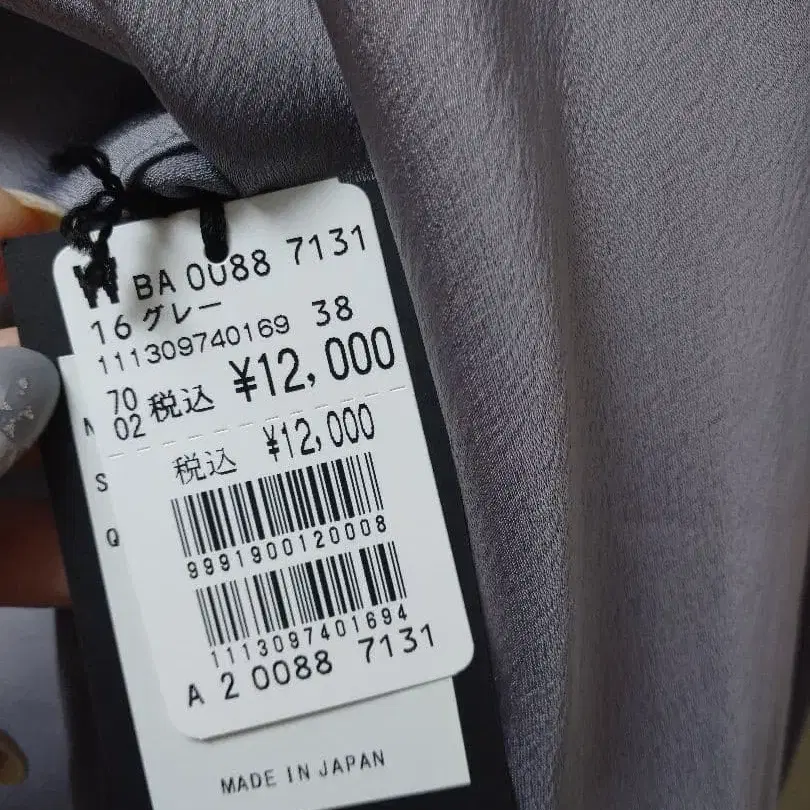 W BA 0088 7131
16 グレー 38
111309740169
70
02 税込 ¥12,000
税込 ¥12,000
9991900120008
1113097401694
A 2 0088 7131
S
Q
MADE IN JAPAN